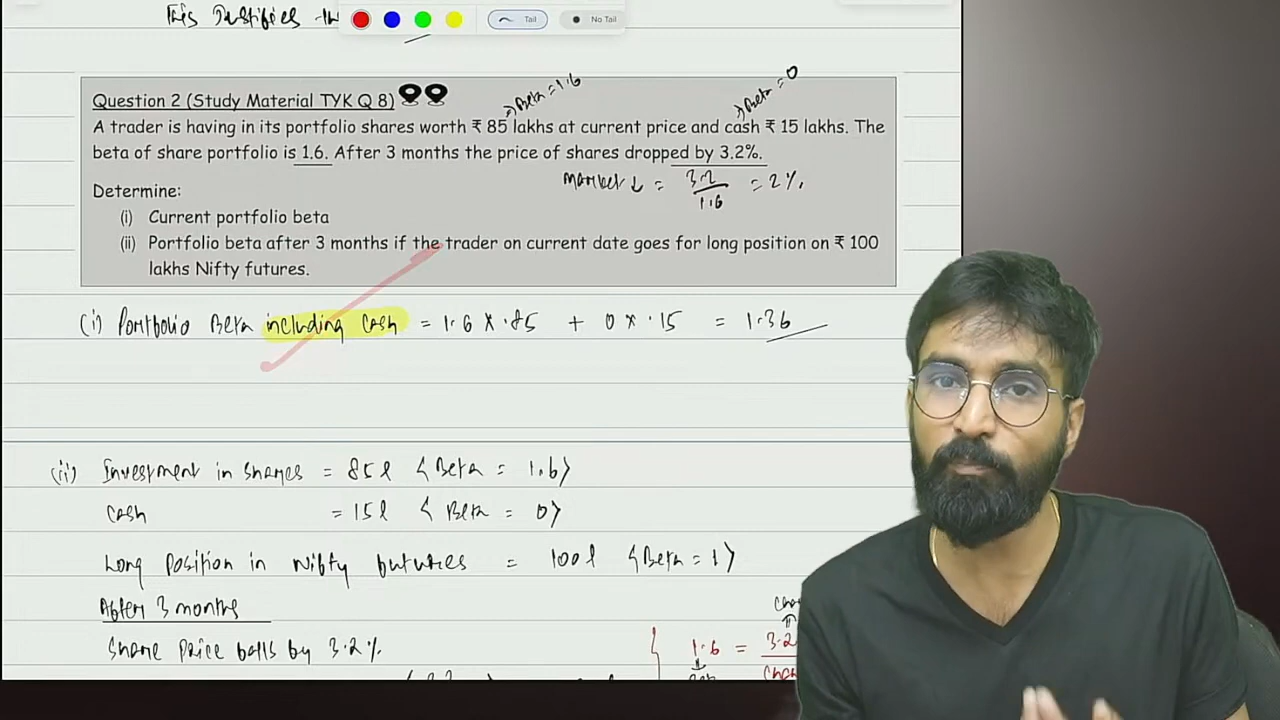 This Justifies
Tail
No Tail
Beta = 1.6
Beta = 0
Question 2 (Study Material TYK Q 8)
A trader is having in its portfolio shares worth ₹ 85 lakhs at current price and cash ₹ 15 lakhs. The
beta of share portfolio is 1.6. After 3 months the price of shares dropped by 3.2%.
Market ↓ = 3.2 / 1.6 = 2%
Determine:
(i) Current portfolio beta
(ii) Portfolio beta after 3 months if the trader on current date goes for long position on ₹ 100
lakhs Nifty futures.
(i) Portfolio Beta including cash = 1.6 x .85 + 0 x .15 = 1.36
(ii) Investment in shares = 85l {Beta = 1.6}
Cash = 15l {Beta = 0}
Long Position in Nifty futures = 100l {Beta = 1}
After 3 months
Share Price falls by 3.2%
1.6 = 3.2